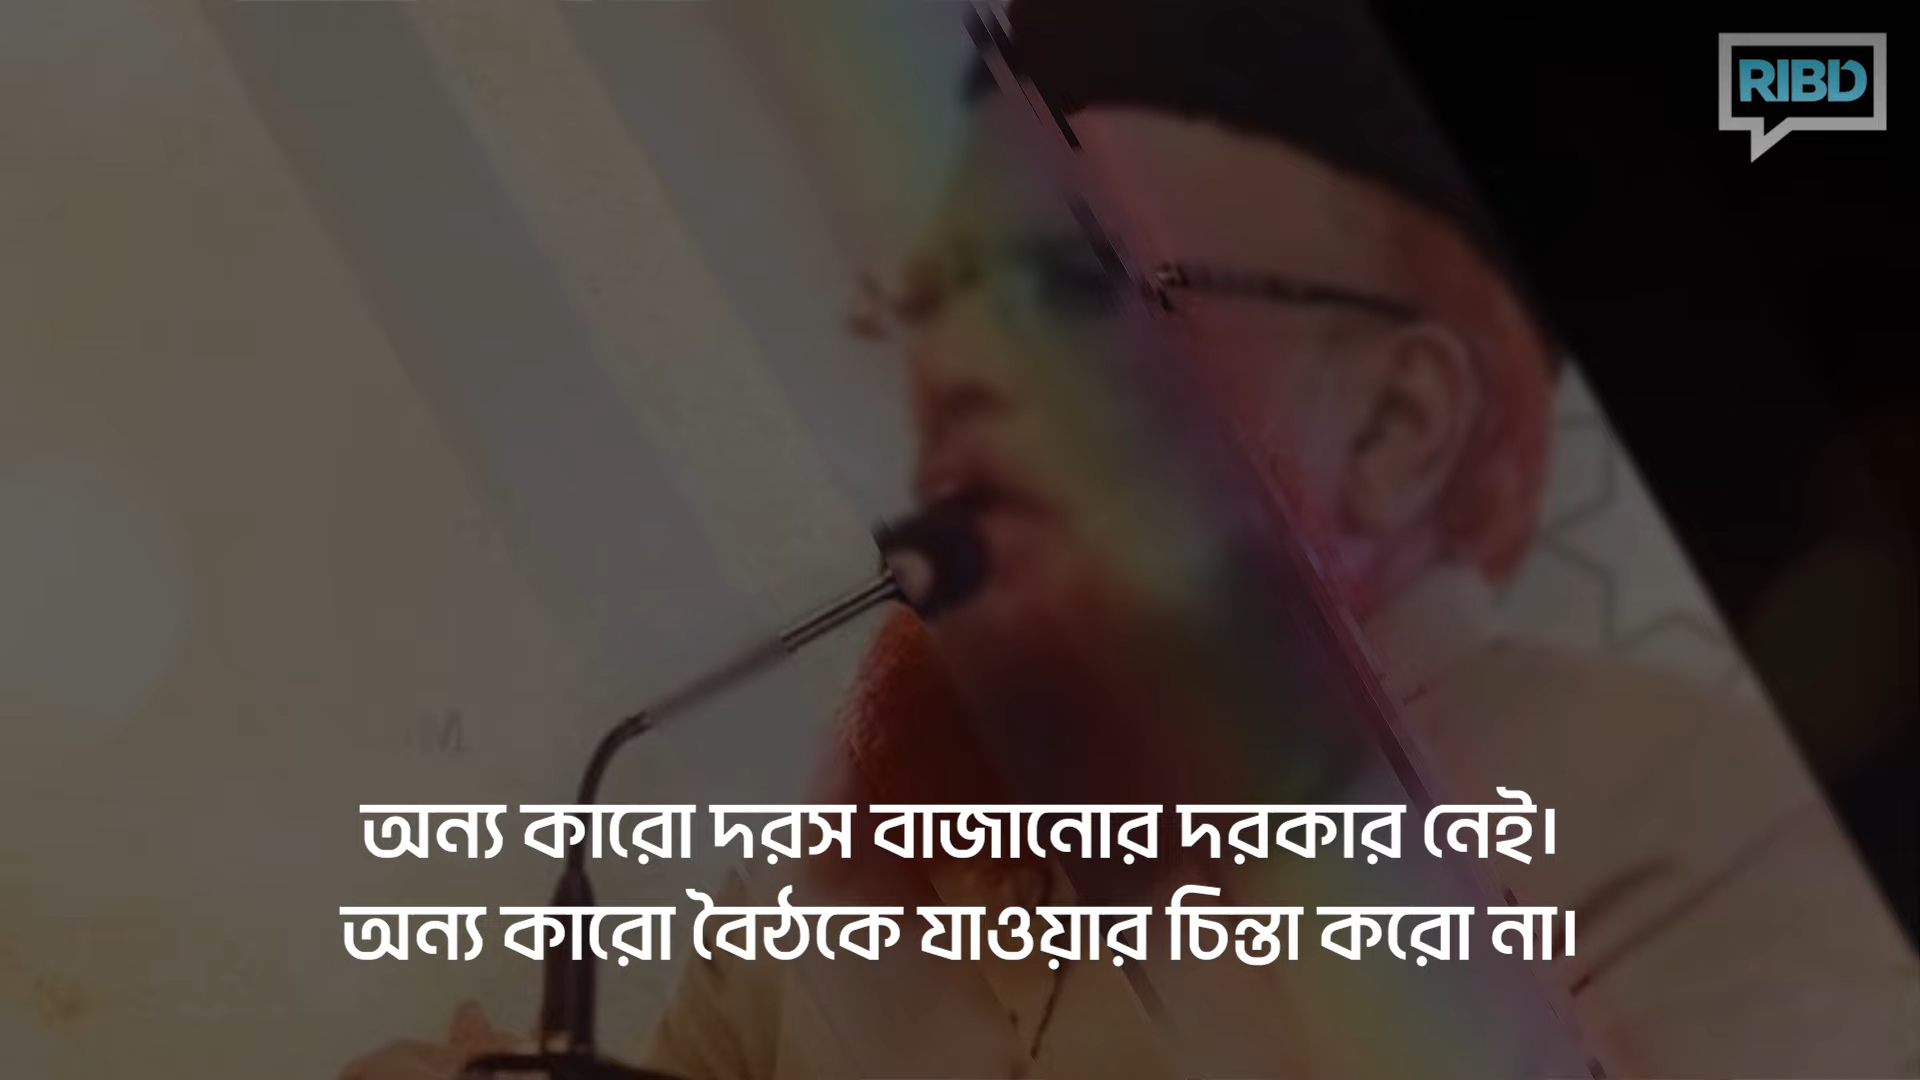 RIBD
অন্য কারো দরস বাজানোর দরকার নেই।
অন্য কারো বৈঠকে যাওয়ার চিন্তা করো না।